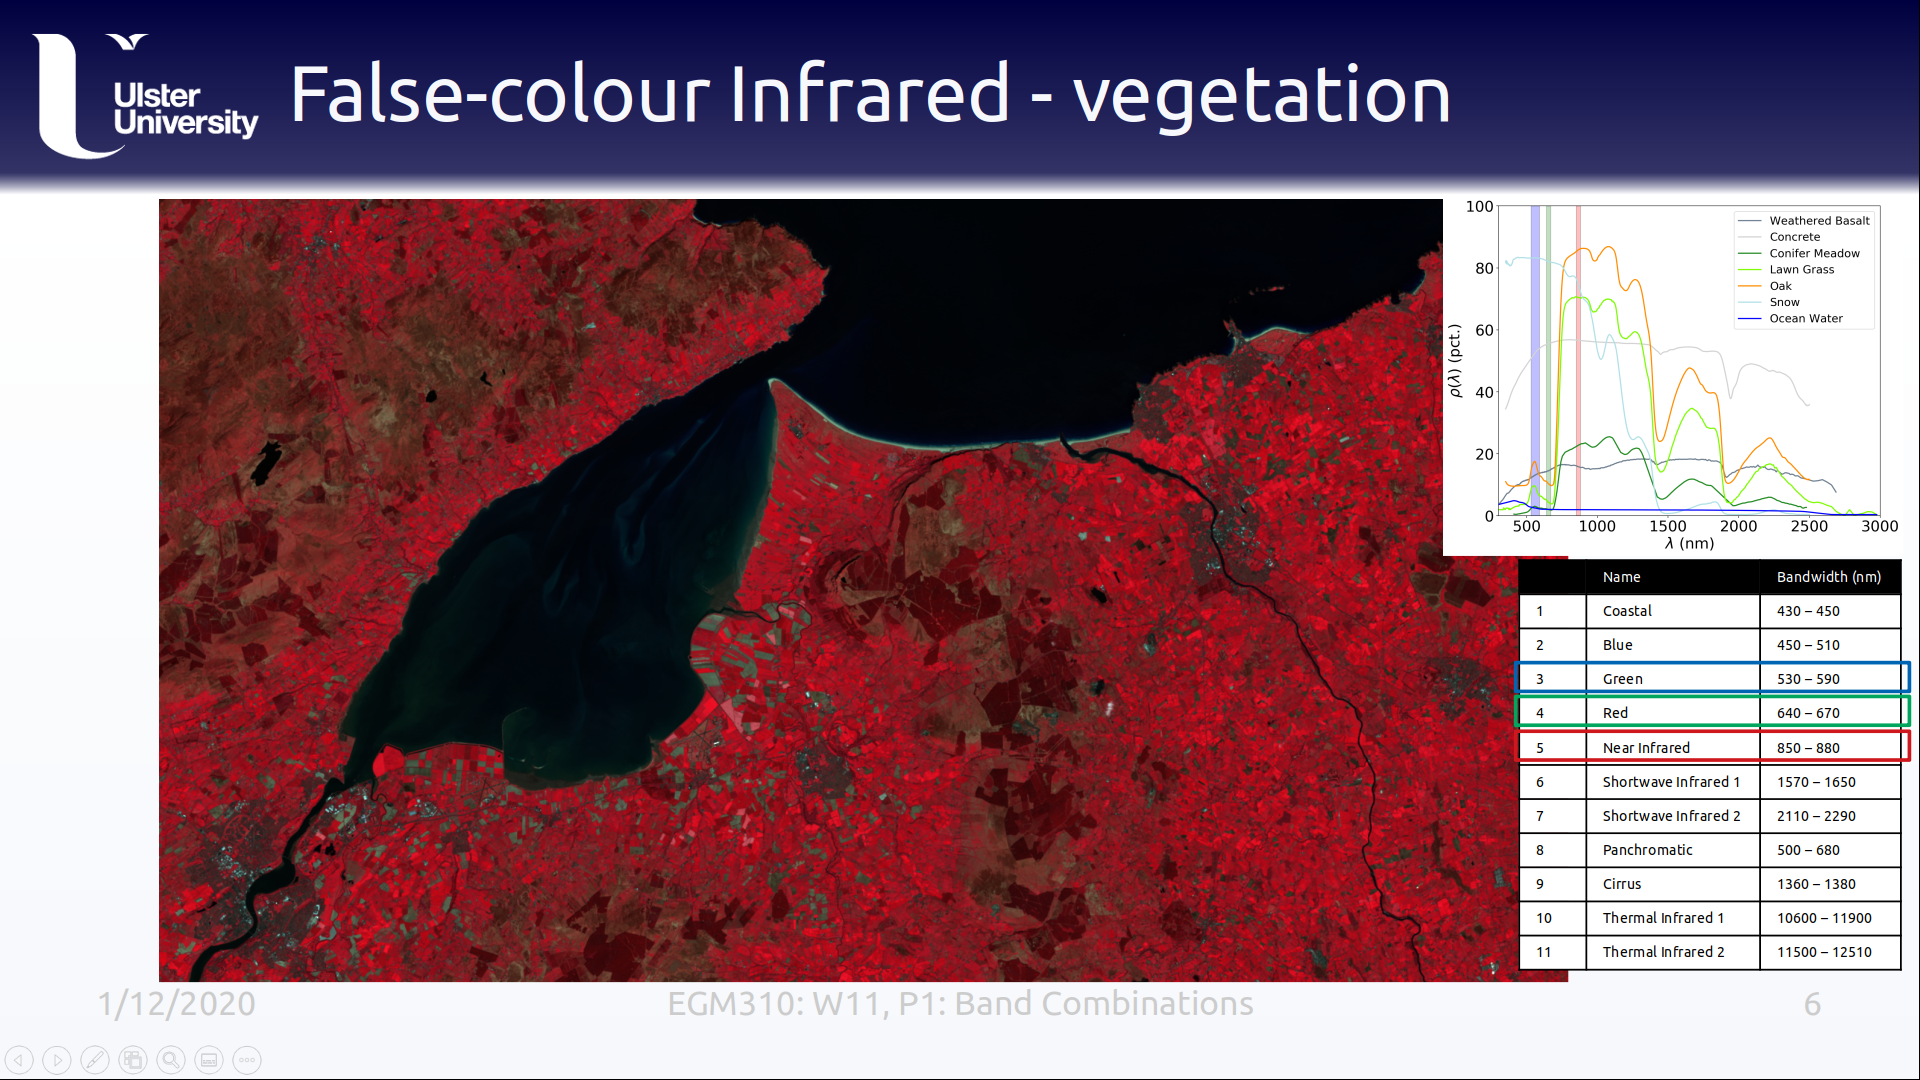 Ulster
University
False-colour Infrared - vegetation
100
80
60
40
20
0
500
1000
1500
2000
2500
3000
ρ(λ) (pct.)
λ (nm)
Weathered Basalt
Concrete
Conifer Meadow
Lawn Grass
Oak
Snow
Ocean Water
Name Bandwidth (nm)
1 Coastal 430 – 450
2 Blue 450 – 510
3 Green 530 – 590
4 Red 640 – 670
5 Near Infrared 850 – 880
6 Shortwave Infrared 1 1570 – 1650
7 Shortwave Infrared 2 2110 – 2290
8 Panchromatic 500 – 680
9 Cirrus 1360 – 1380
10 Thermal Infrared 1 10600 – 11900
11 Thermal Infrared 2 11500 – 12510
1/12/2020 EGM310: W11, P1: Band Combinations 6